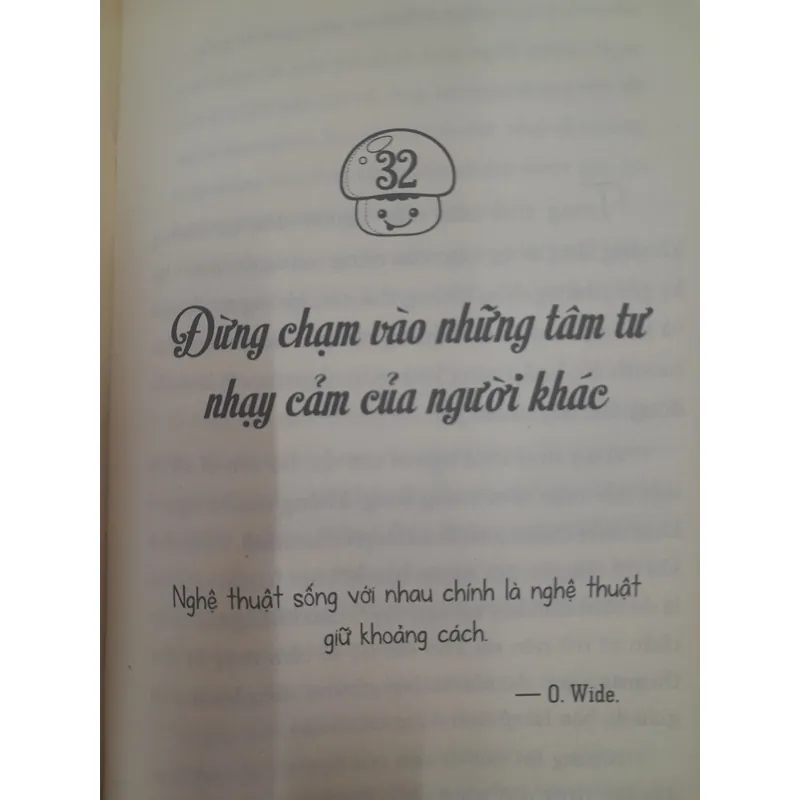 32
Đừng chạm vào những tâm tư
nhạy cảm của người khác
Nghệ thuật sống với nhau chính là nghệ thuật
giữ khoảng cách.
— O. Wide.